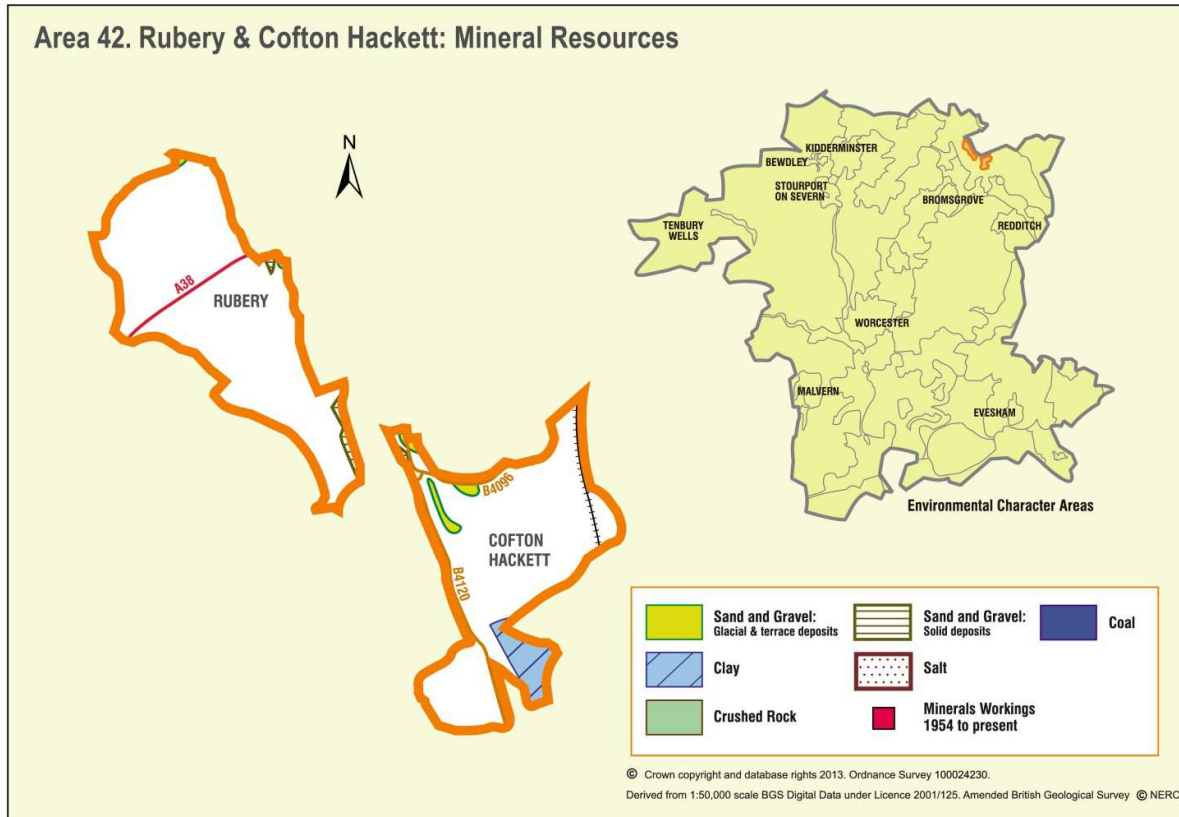 Area 42. Rubery & Cofton Hackett: Mineral Resources
N
A38
RUBERY
B4096
COFTON
HACKETT
B4120
KIDDERMINSTER
BEWDLEY
STOURPORT
ON SEVERN
BROMSGROVE
TENBURY
WELLS
REDDITCH
WORCESTER
MALVERN
EVESHAM
Environmental Character Areas
Sand and Gravel:
Glacial & terrace deposits
Sand and Gravel:
Solid deposits
Coal
Clay
Salt
Crushed Rock
Minerals Workings
1954 to present
© Crown copyright and database rights 2013. Ordnance Survey 100024230.
Derived from 1:50,000 scale BGS Digital Data under Licence 2001/125. Amended British Geological Survey © NERC